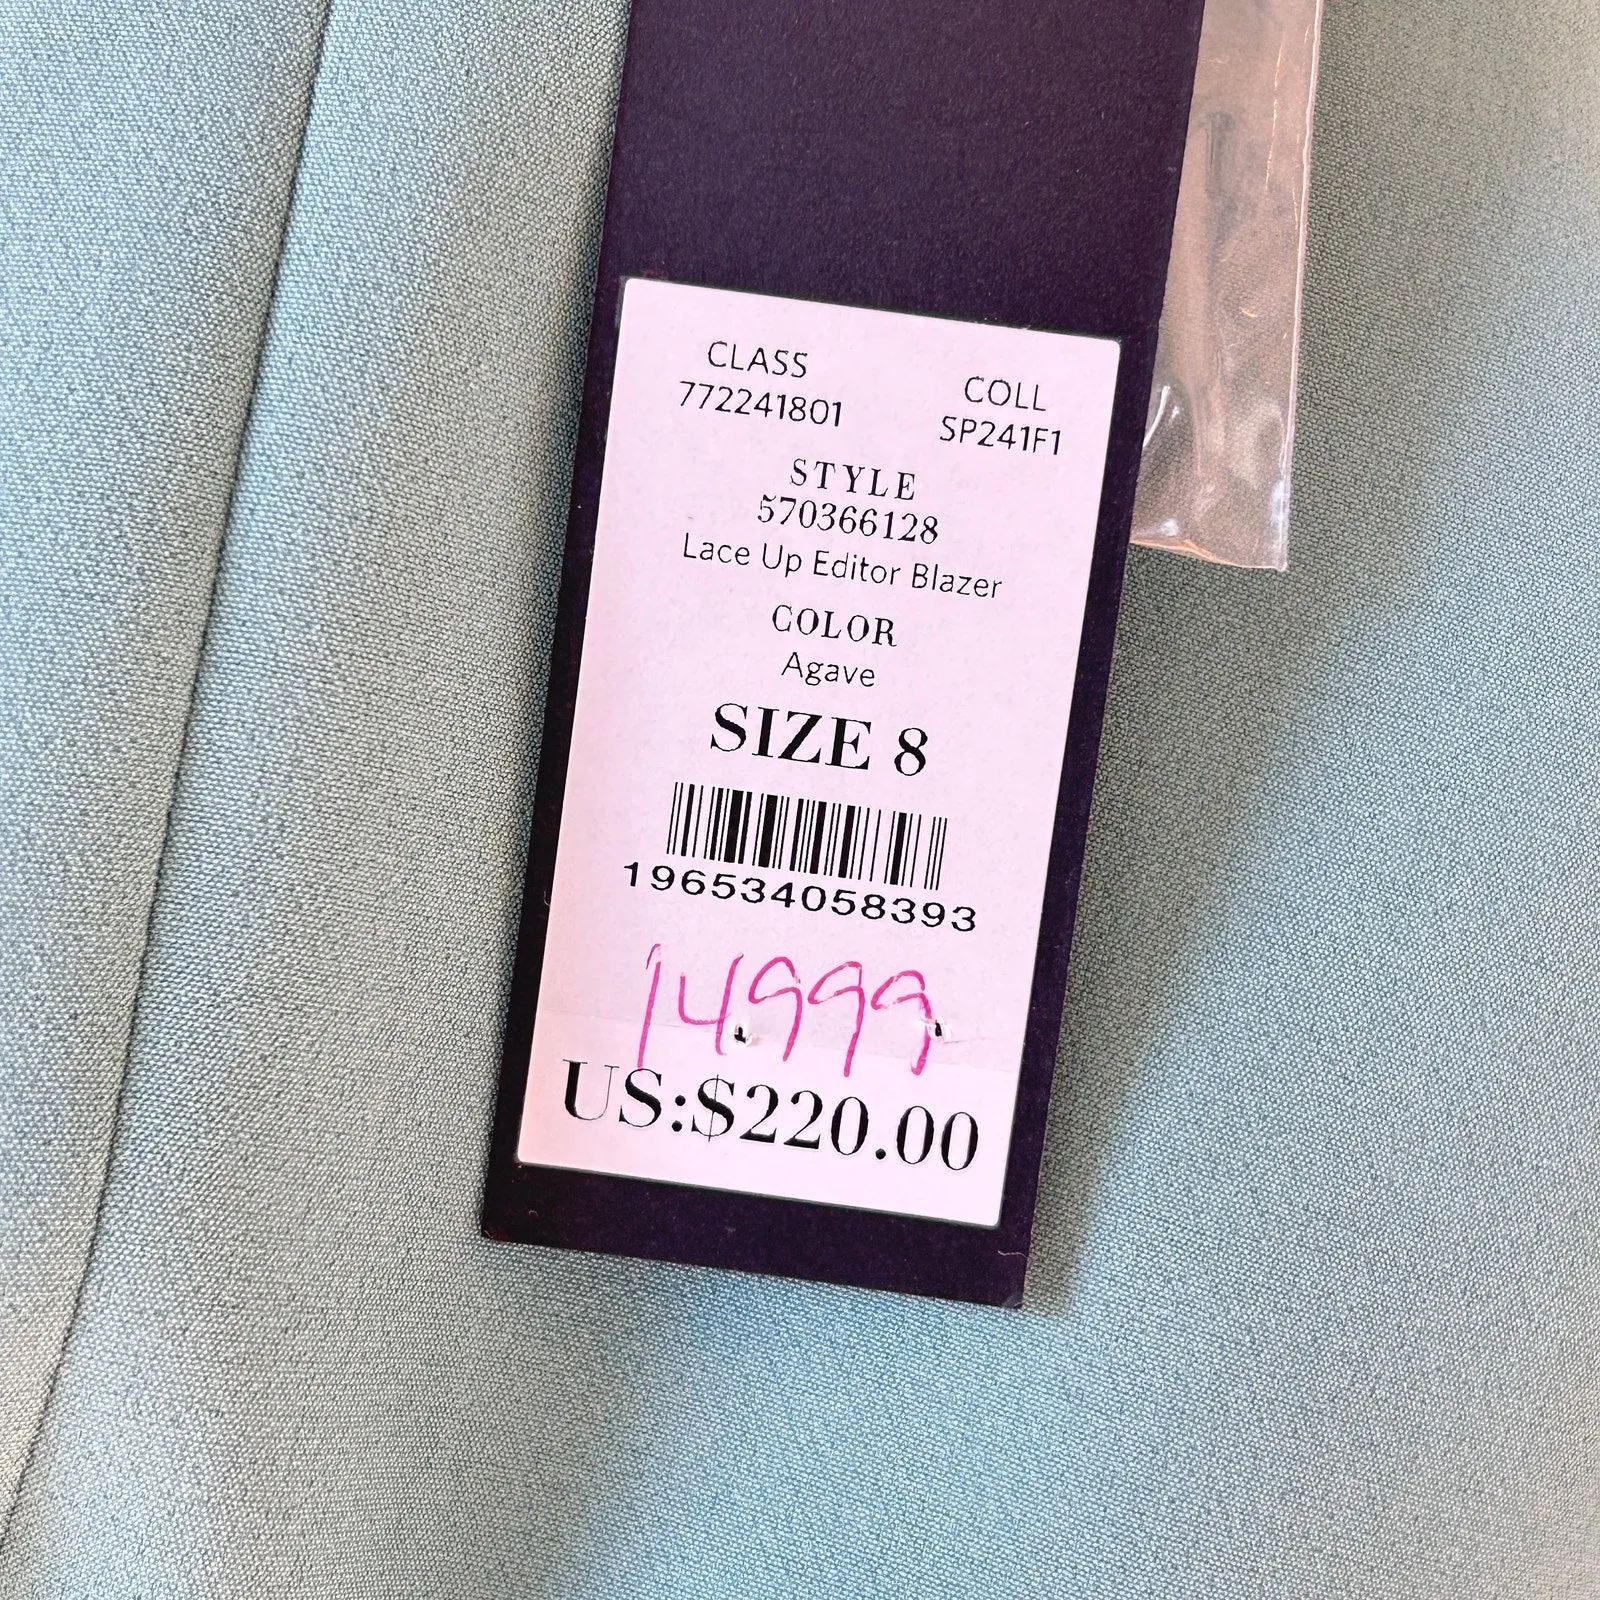 CLASS COLL
772241801 SP241F1
STYLE
570366128
Lace Up Editor Blazer
COLOR
Agave
SIZE 8
196534058393
14999
US:$220.00